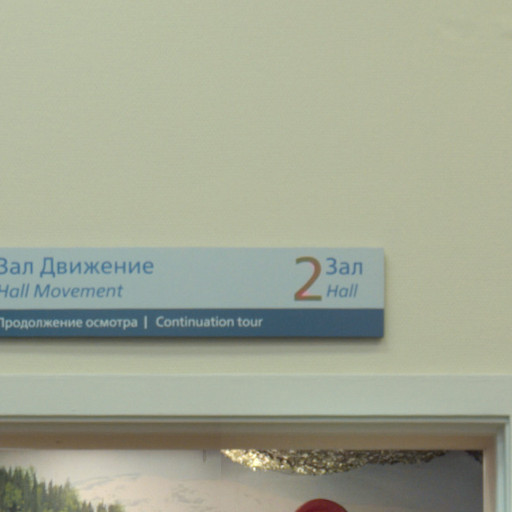 Зал Движение
Hall Movement
2 Зал
Hall
Продолжение осмотра | Continuation tour